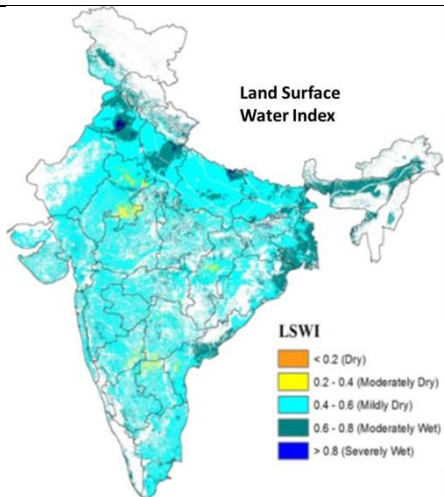 Land Surface
Water Index
LSWI
< 0.2 (Dry)
0.2 - 0.4 (Moderately Dry)
0.4 - 0.6 (Mildly Dry)
0.6 - 0.8 (Moderately Wet)
> 0.8 (Severely Wet)